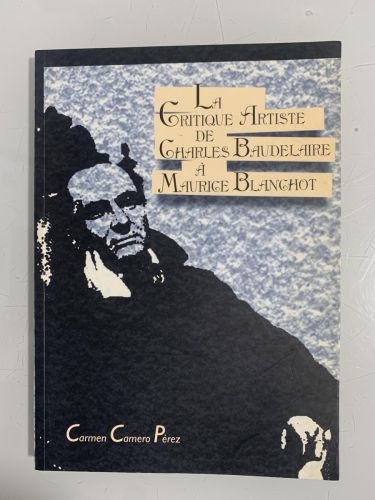 La
Critique Artiste
de
Charles Baudelaire
à
Maurice Blanchot
Carmen Camero Pérez